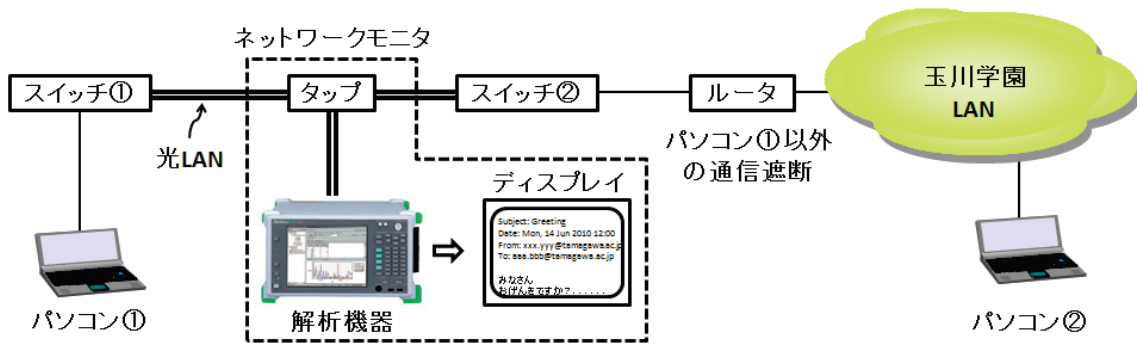 ネットワークモニタ
スイッチ①
タップ
スイッチ②
ルータ
玉川学園
LAN
光LAN
パソコン①以外
の通信遮断
ディスプレイ
Subject: Greeting
Date: Mon, 14 Jun 2010 12:00
From: xxx.yyy@tamagawa.ac.jp
To: aaa.bbb@tamagawa.ac.jp
みなさん
おげんきですか？......
パソコン①
解析機器
パソコン②